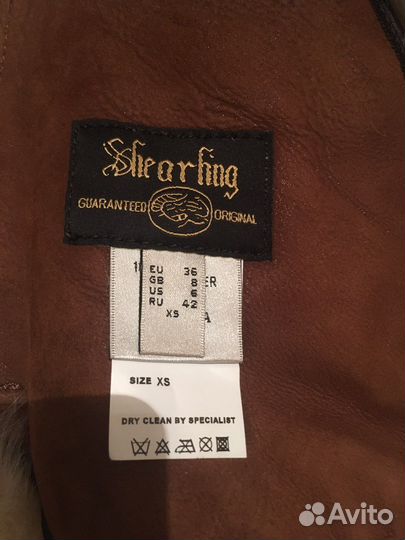 Shearling
GUARANTEED ORIGINAL
EU 36
GB 8
US 6
RU 42
XS
SIZE XS
DRY CLEAN BY SPECIALIST
Avito